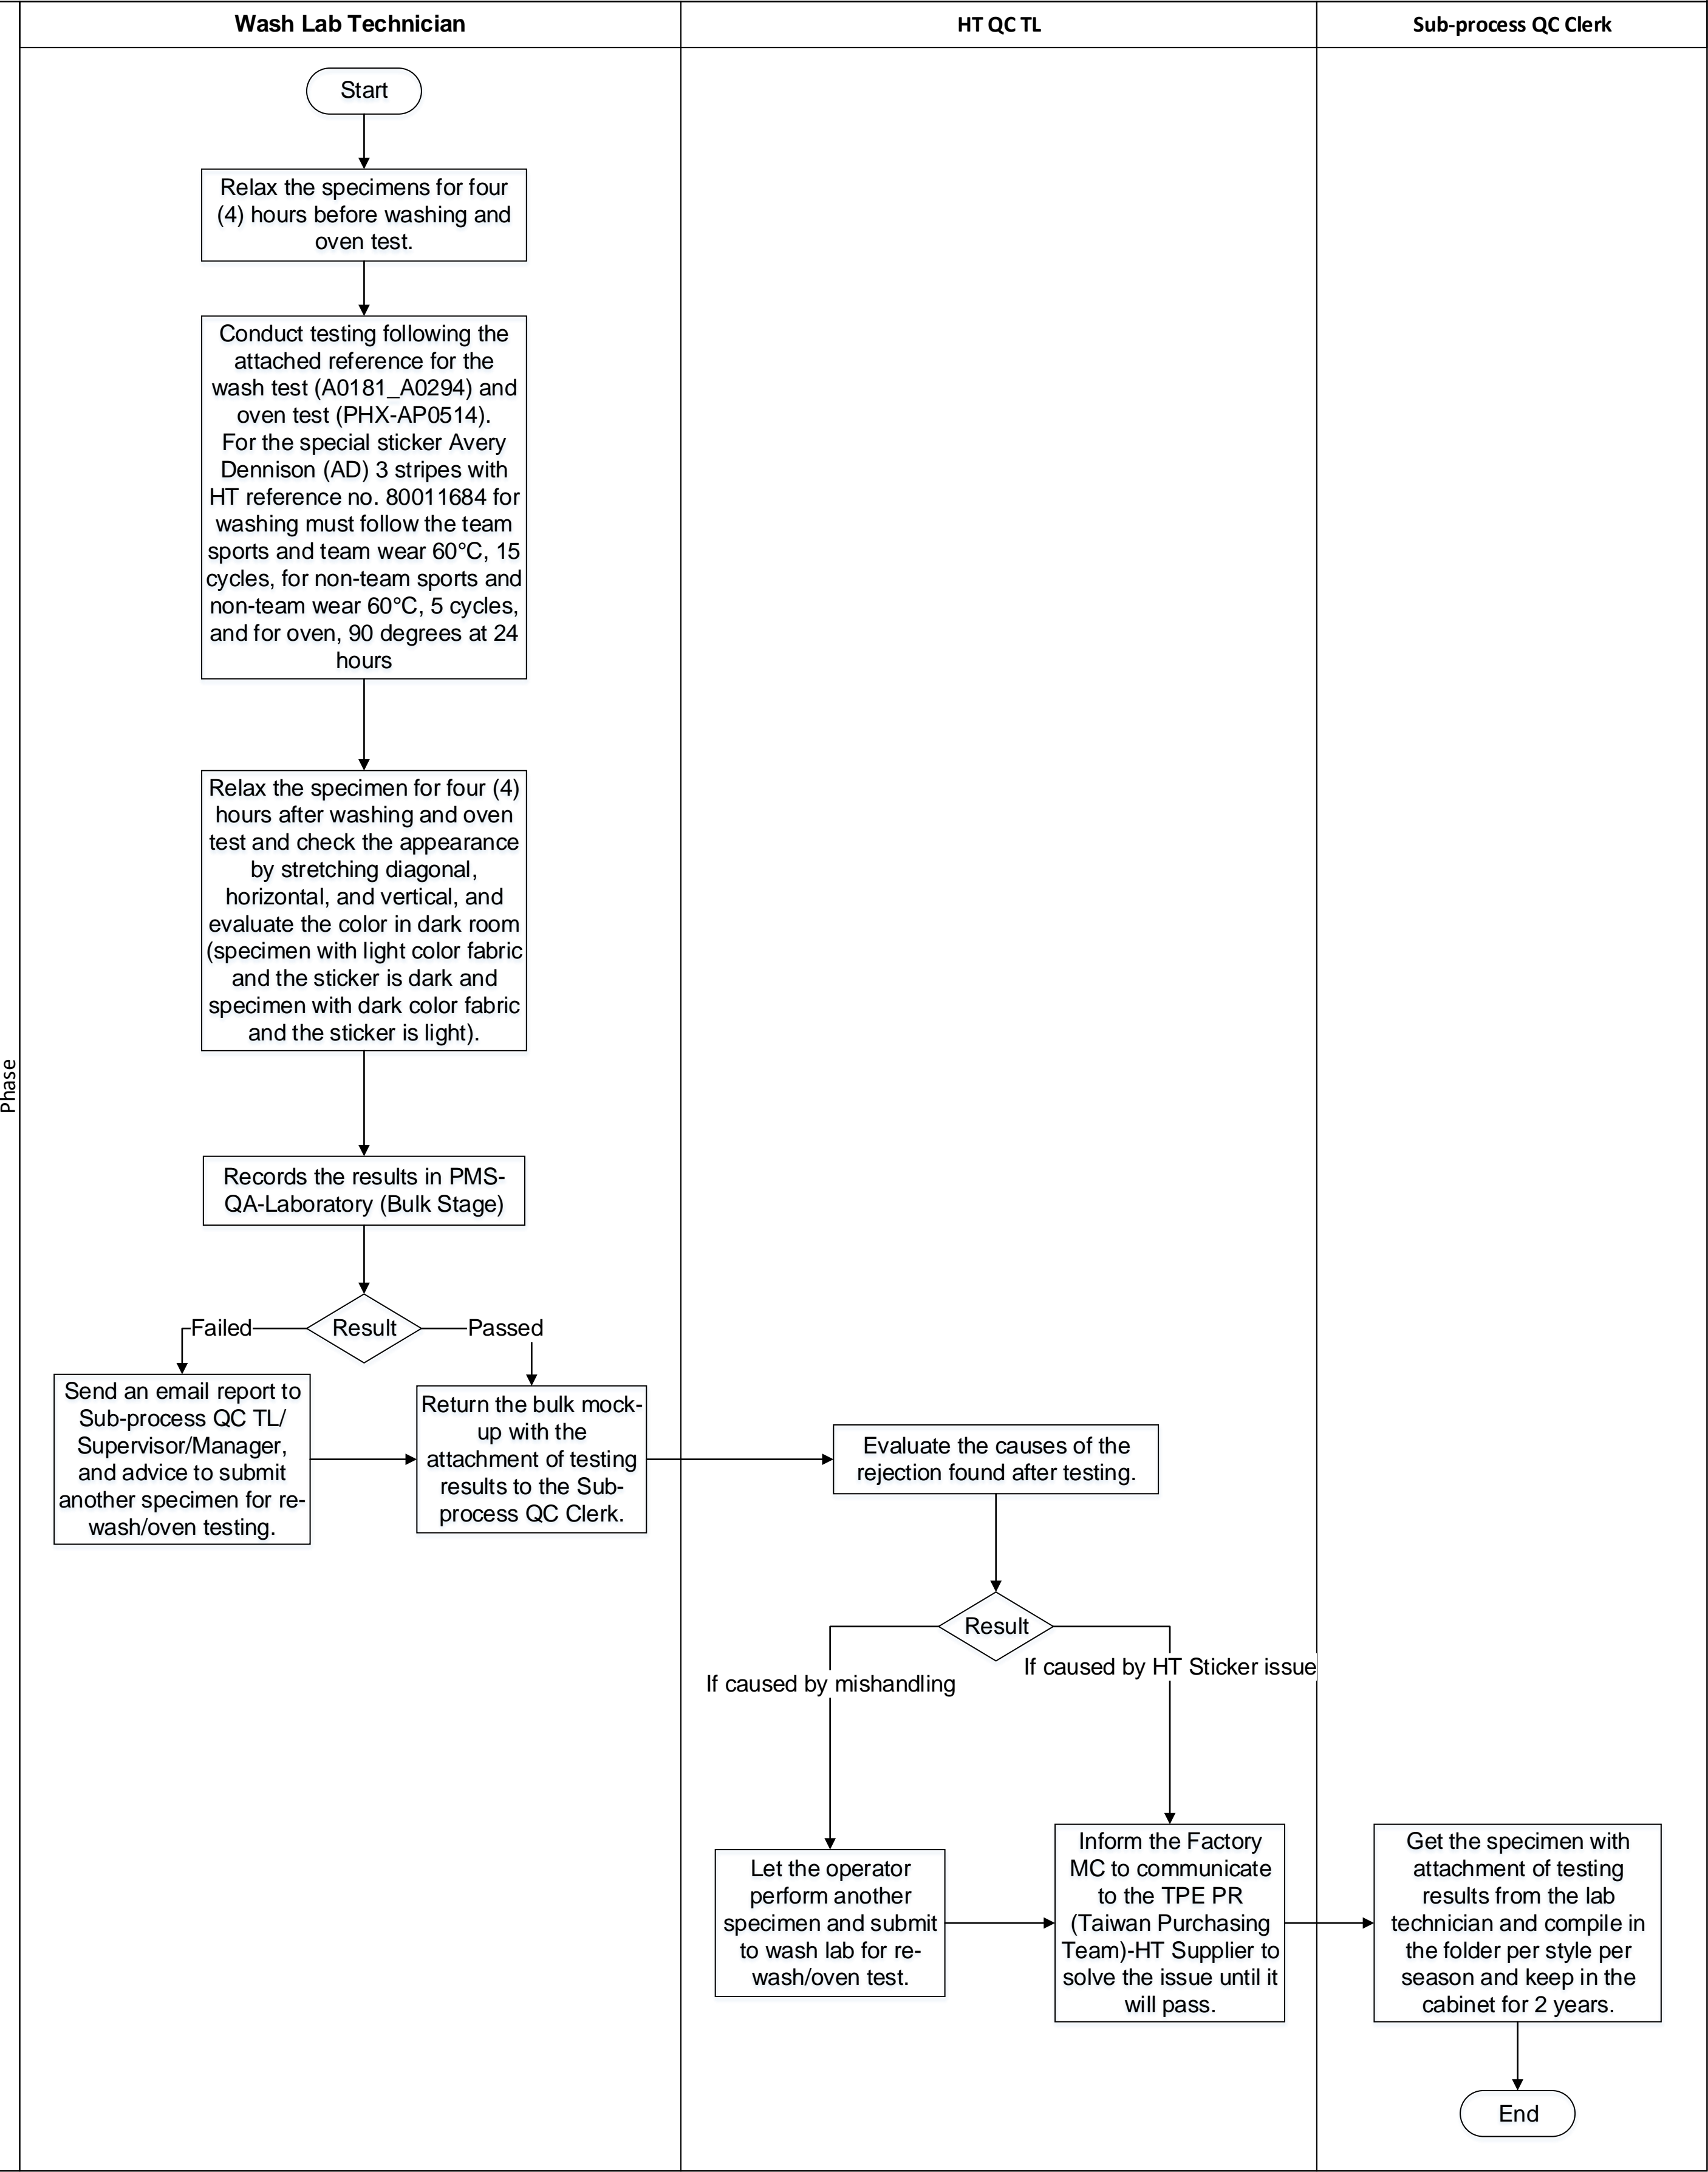 Wash Lab Technician
HT QC TL
Sub-process QC Clerk
Phase
Start
Relax the specimens for four
(4) hours before washing and
oven test.
Conduct testing following the
attached reference for the
wash test (A0181_A0294) and
oven test (PHX-AP0514).
For the special sticker Avery
Dennison (AD) 3 stripes with
HT reference no. 80011684 for
washing must follow the team
sports and team wear 60°C, 15
cycles, for non-team sports and
non-team wear 60°C, 5 cycles,
and for oven, 90 degrees at 24
hours
Relax the specimen for four (4)
hours after washing and oven
test and check the appearance
by stretching diagonal,
horizontal, and vertical, and
evaluate the color in dark room
(specimen with light color fabric
and the sticker is dark and
specimen with dark color fabric
and the sticker is light).
Records the results in PMS-
QA-Laboratory (Bulk Stage)
Result
Failed
Passed
Send an email report to
Sub-process QC TL/
Supervisor/Manager,
and advice to submit
another specimen for re-
wash/oven testing.
Return the bulk mock-
up with the
attachment of testing
results to the Sub-
process QC Clerk.
Evaluate the causes of the
rejection found after testing.
Result
If caused by mishandling
If caused by HT Sticker issue
Let the operator
perform another
specimen and submit
to wash lab for re-
wash/oven test.
Inform the Factory
MC to communicate
to the TPE PR
(Taiwan Purchasing
Team)-HT Supplier to
solve the issue until it
will pass.
Get the specimen with
attachment of testing
results from the lab
technician and compile in
the folder per style per
season and keep in the
cabinet for 2 years.
End